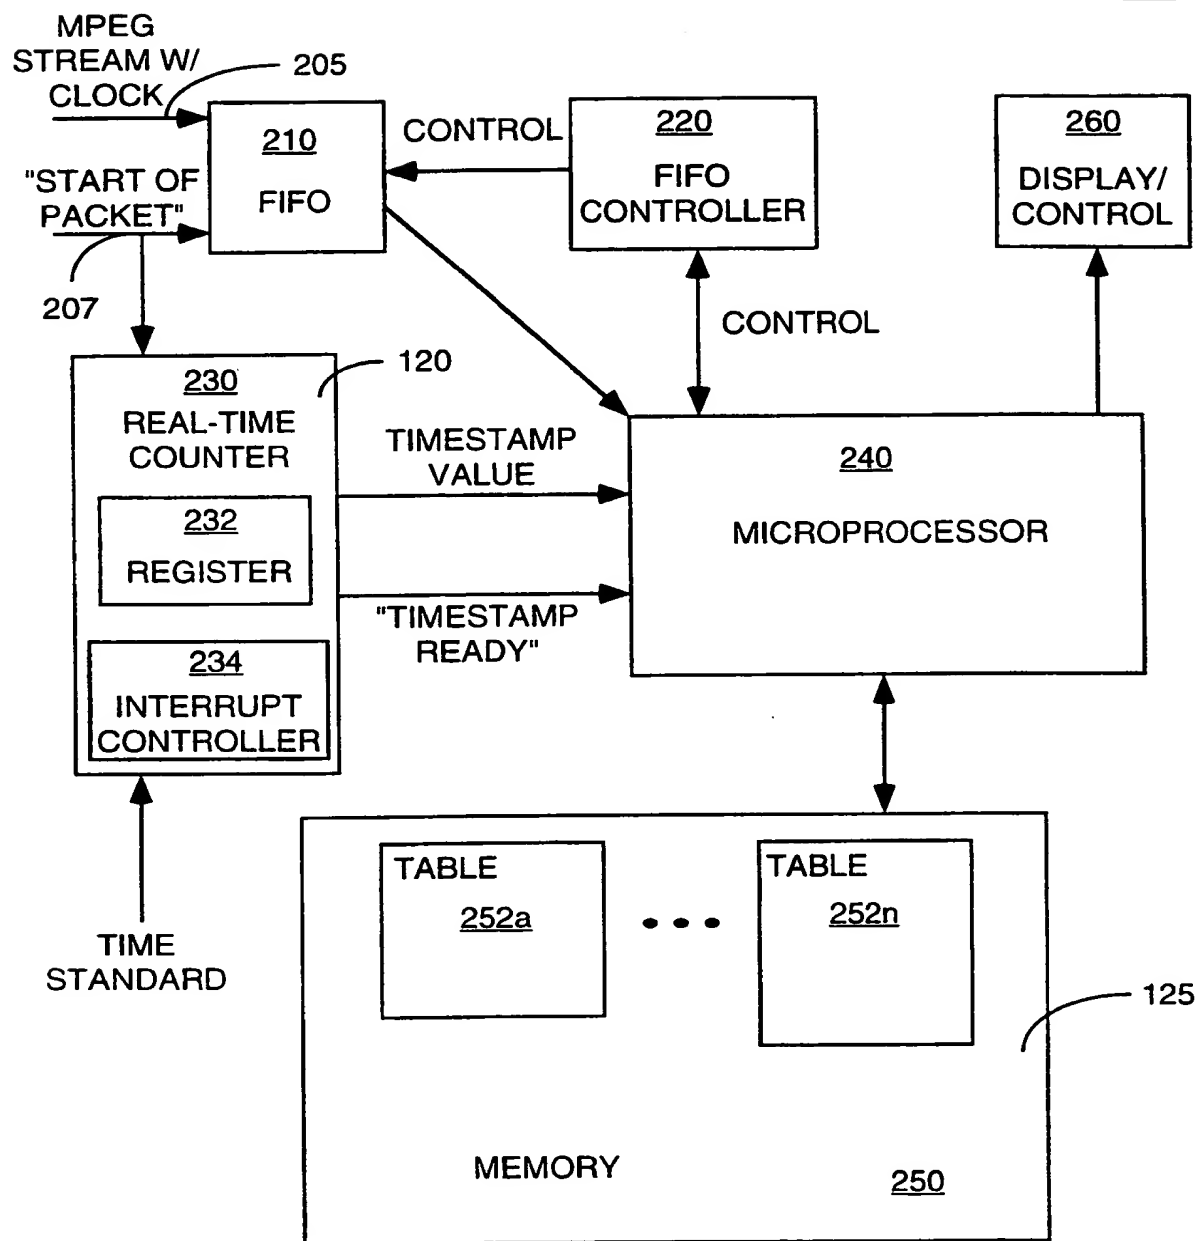 MPEG
STREAM W/
CLOCK
205
210
FIFO
CONTROL
220
FIFO
CONTROLLER
260
DISPLAY/
CONTROL
"START OF
PACKET"
207
CONTROL
120
230
REAL-TIME
COUNTER
232
REGISTER
234
INTERRUPT
CONTROLLER
TIMESTAMP
VALUE
"TIMESTAMP
READY"
240
MICROPROCESSOR
TIME
STANDARD
TABLE
252a
TABLE
252n
125
MEMORY
250